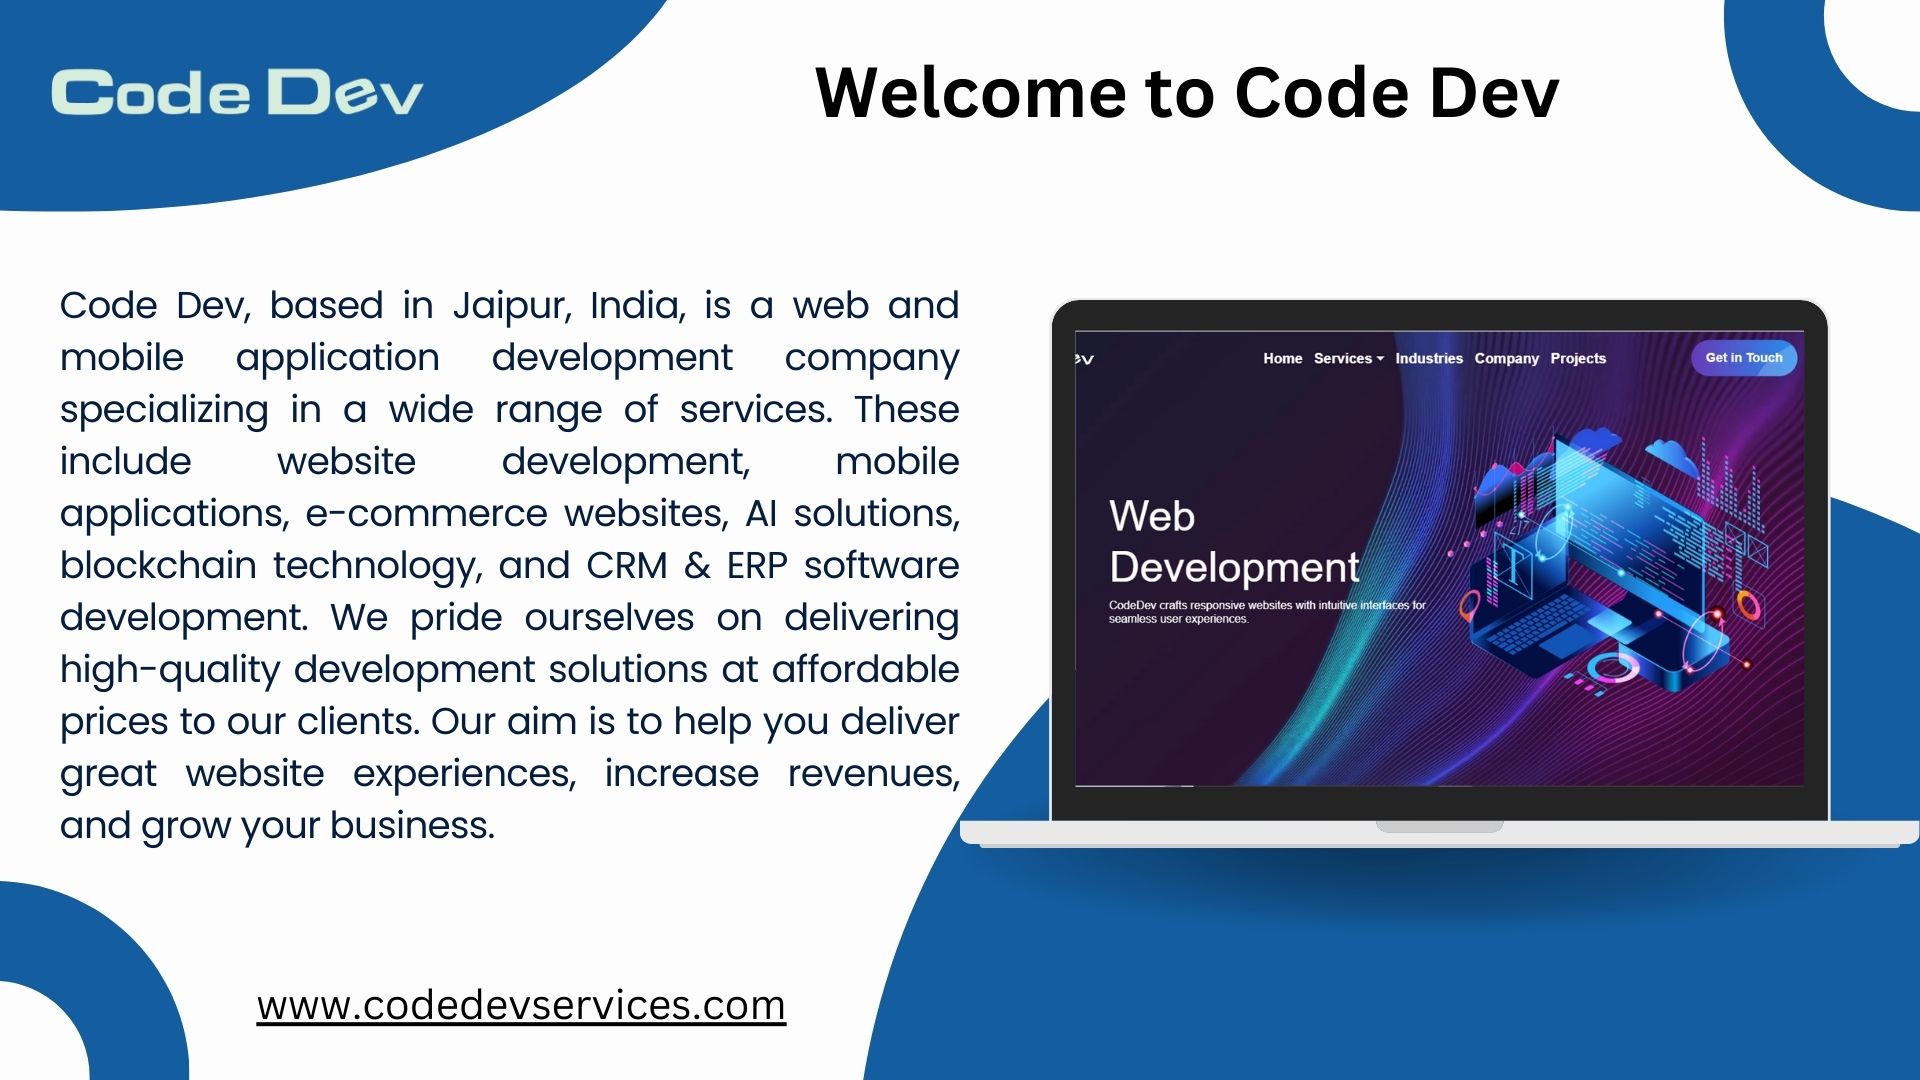 Code Dev
Welcome to Code Dev
Code Dev, based in Jaipur, India, is a web and
mobile application development company
specializing in a wide range of services. These
include website development, mobile
applications, e-commerce websites, AI solutions,
blockchain technology, and CRM & ERP software
development. We pride ourselves on delivering
high-quality development solutions at affordable
prices to our clients. Our aim is to help you deliver
great website experiences, increase revenues,
and grow your business.
ev Home Services Industries Company Projects Get in Touch
Web
Development
CodeDev crafts responsive websites with intuitive interfaces for
seamless user experiences.
T
www.codedevservices.com